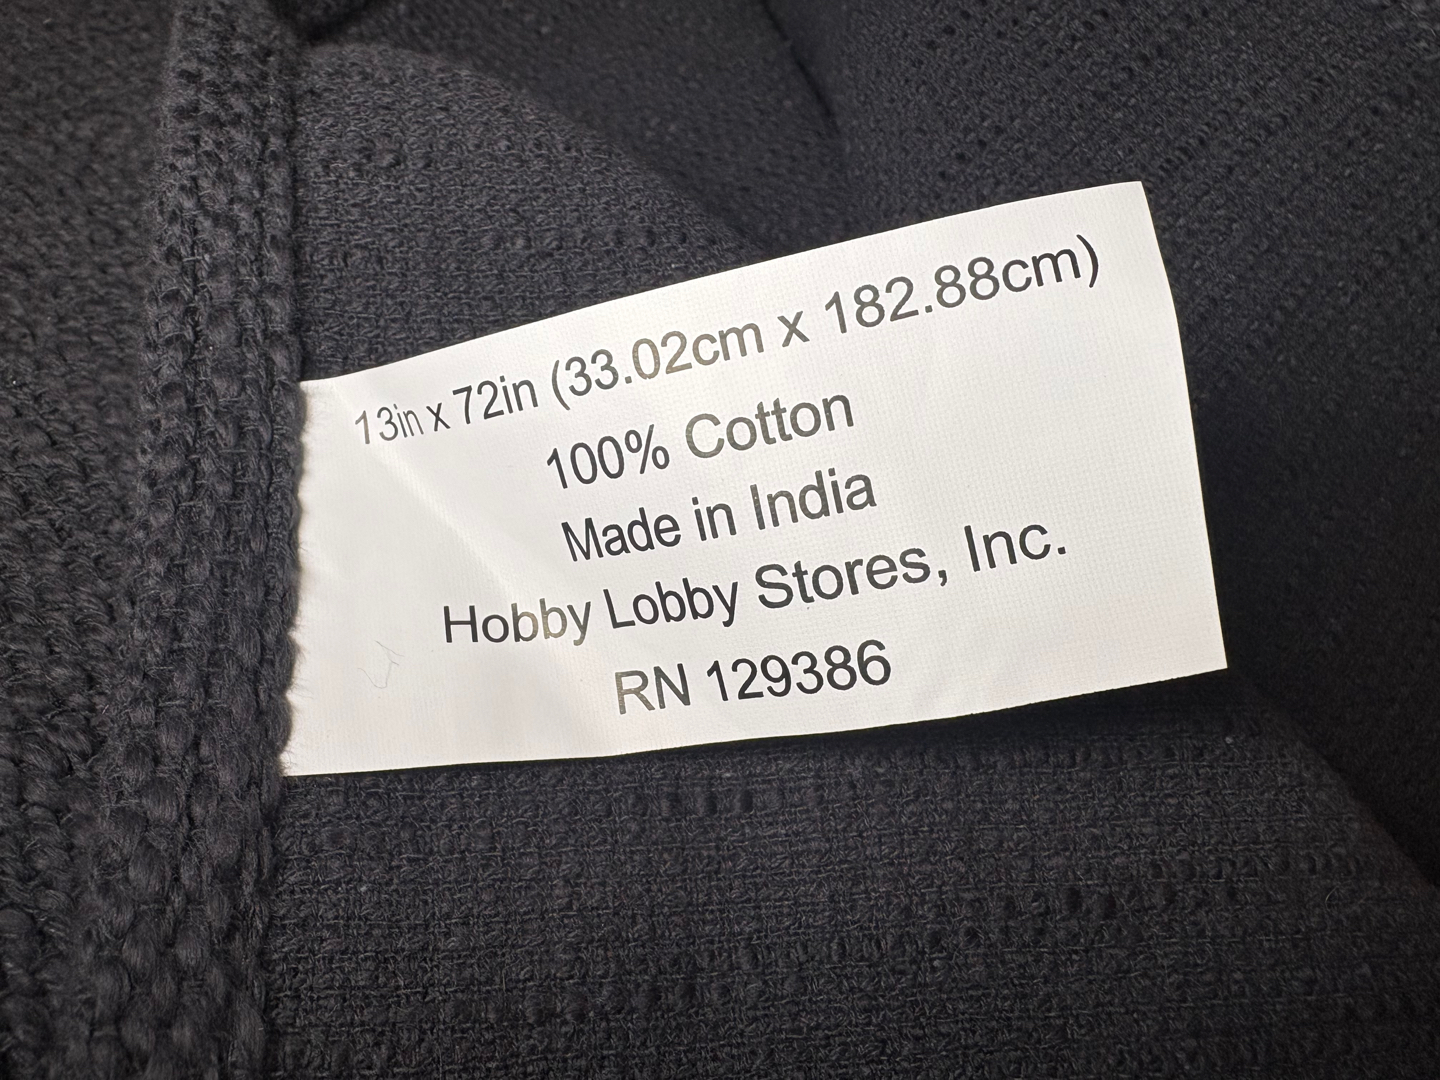 13in x 72in (33.02cm x 182.88cm)
100% Cotton
Made in India
Hobby Lobby Stores, Inc.
RN 129386